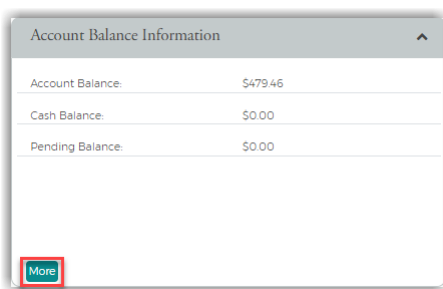 Account Balance Information
Account Balance: $479.46
Cash Balance: $0.00
Pending Balance: $0.00
More